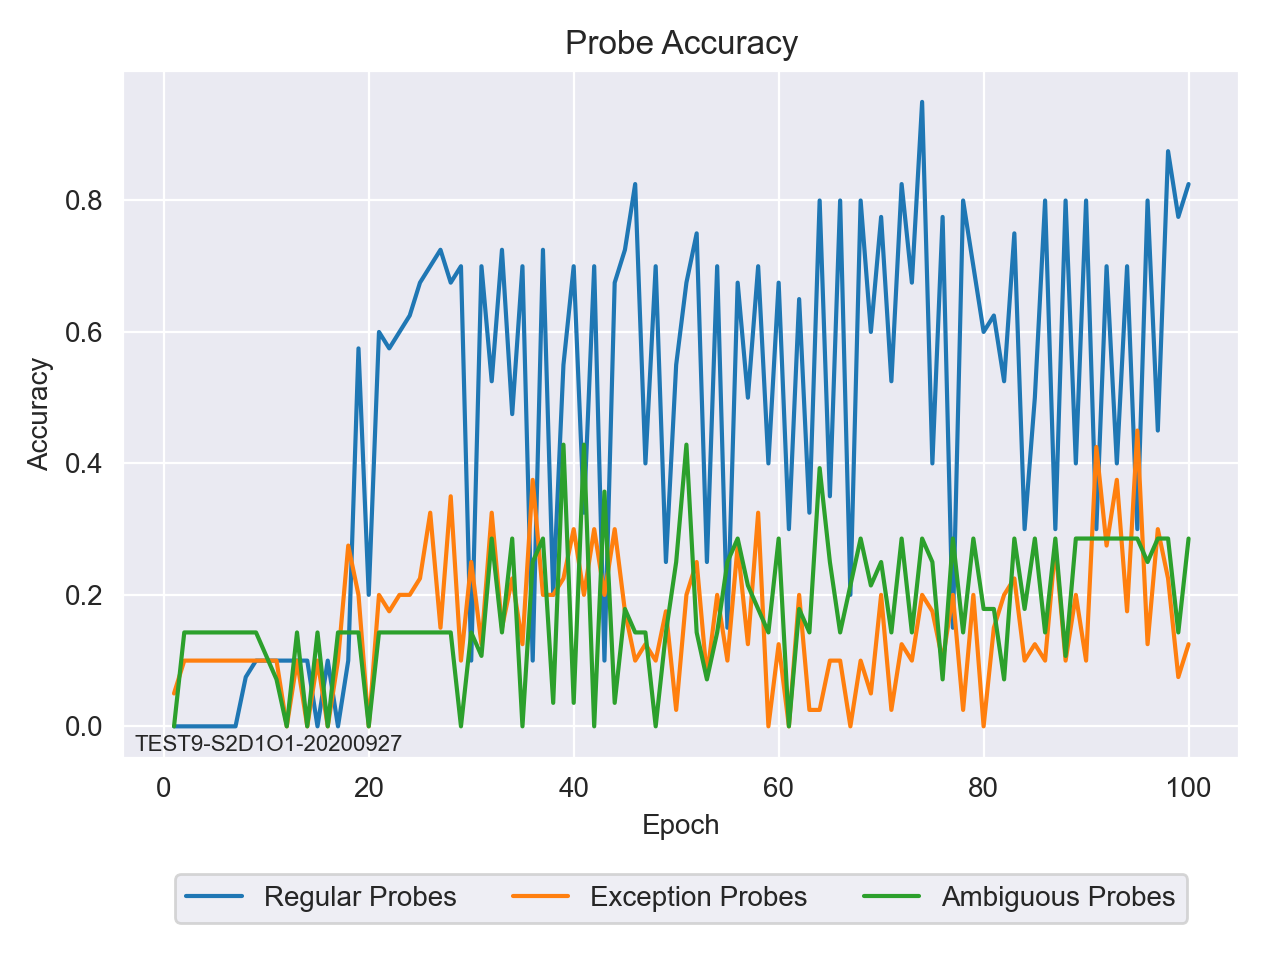 Probe Accuracy
Accuracy
0.8
0.6
0.4
0.2
0.0
TEST9-S2D1O1-20200927
0 20 40 60 80 100
Epoch
Regular Probes Exception Probes Ambiguous Probes